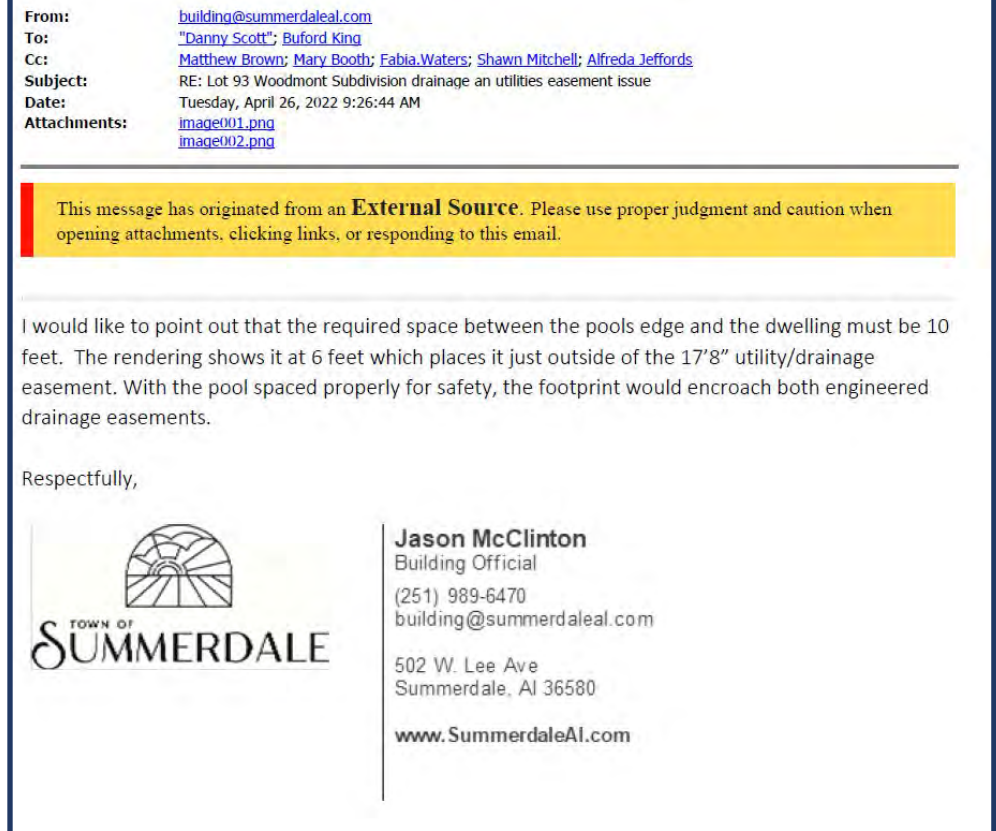 From: building@summerdaleal.com
To: "Danny Scott"; Buford King
Cc: Matthew Brown; Mary Booth; Fabia.Waters; Shawn Mitchell; Alfreda Jeffords
Subject: RE: Lot 93 Woodmont Subdivision drainage an utilities easement issue
Date: Tuesday, April 26, 2022 9:26:44 AM
Attachments: image001.png
image002.png
This message has originated from an External Source. Please use proper judgment and caution when
opening attachments, clicking links, or responding to this email.
I would like to point out that the required space between the pools edge and the dwelling must be 10
feet. The rendering shows it at 6 feet which places it just outside of the 17’8” utility/drainage
easement. With the pool spaced properly for safety, the footprint would encroach both engineered
drainage easements.
Respectfully,
TOWN OF
SUMMERDALE
Jason McClinton
Building Official
(251) 989-6470
building@summerdaleal.com
502 W. Lee Ave
Summerdale, Al 36580
www.SummerdaleAl.com